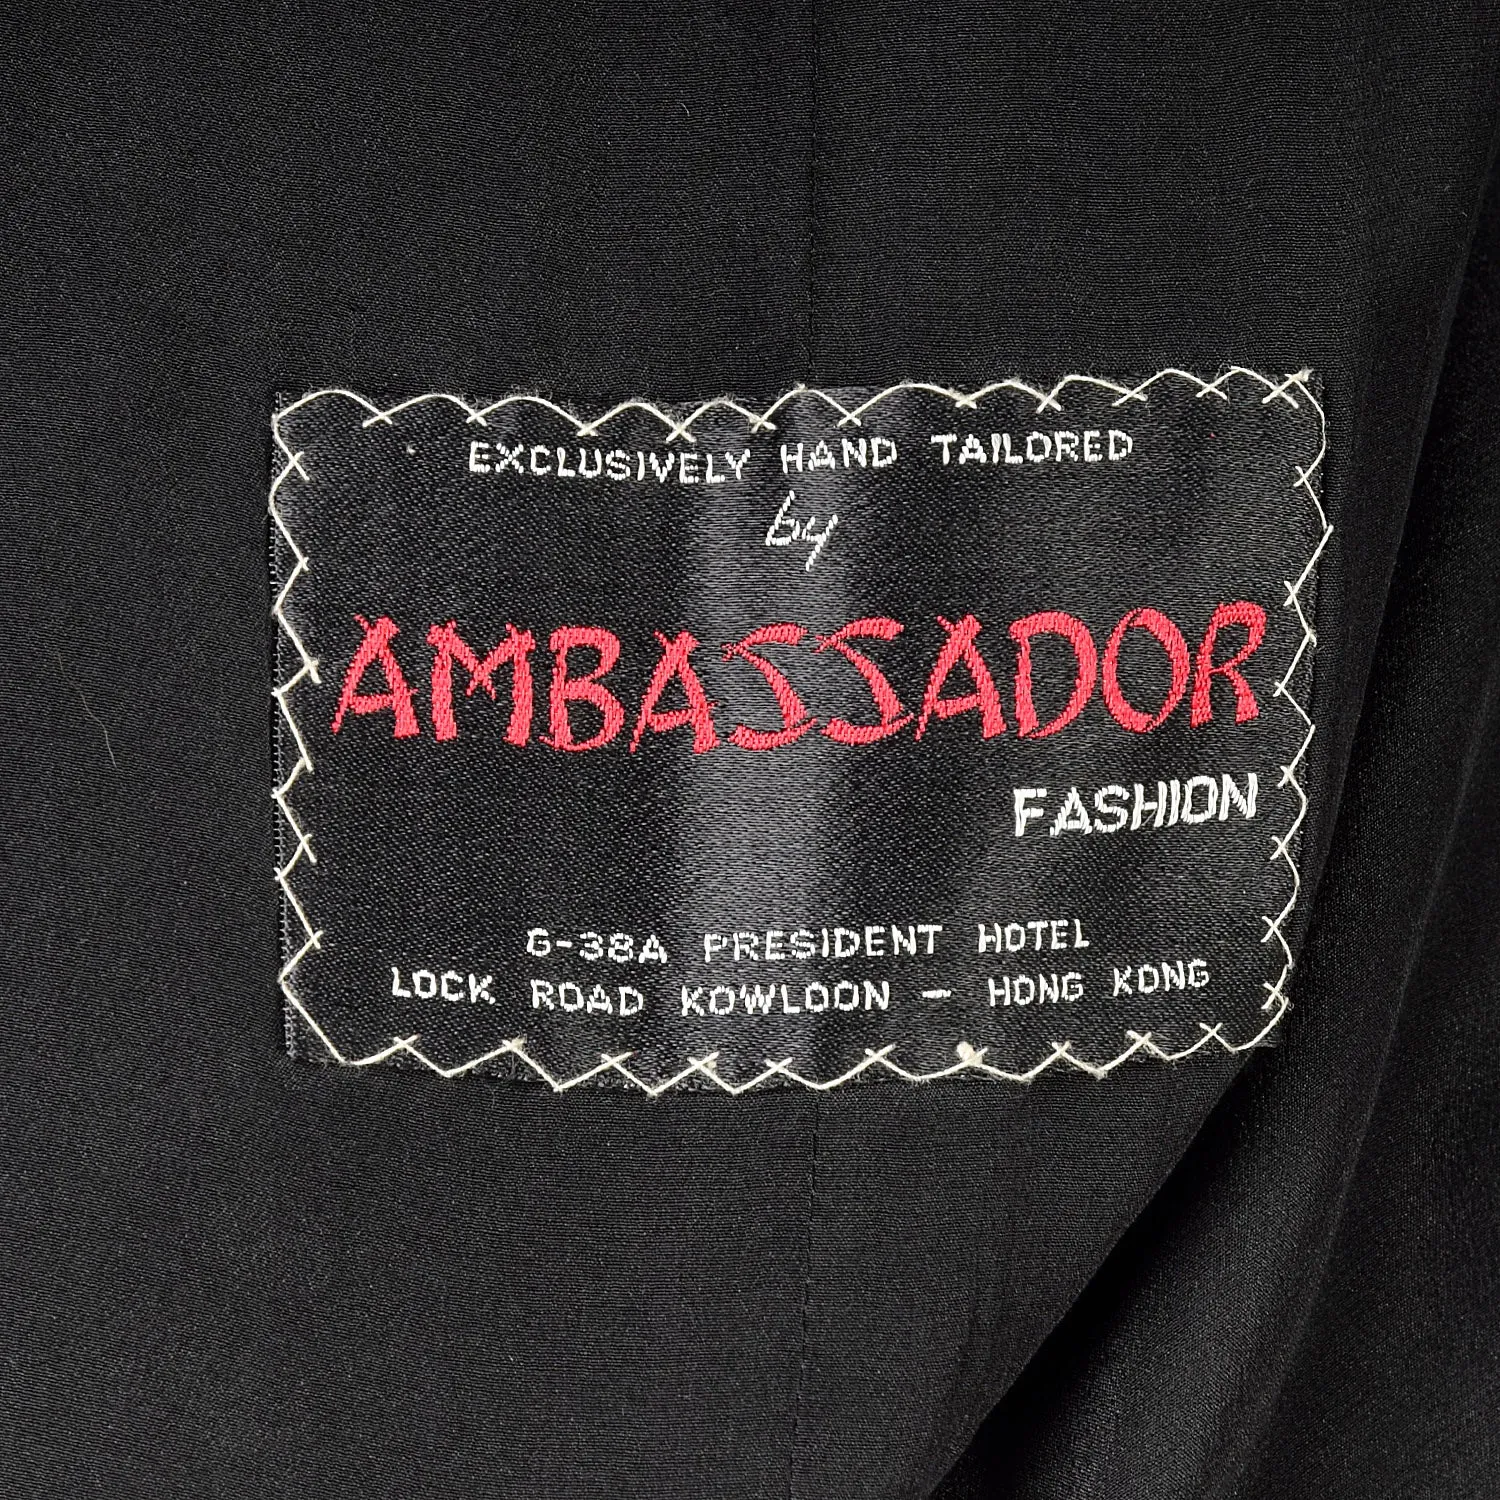 EXCLUSIVELY HAND TAILORED
by
AMBASSADOR
FASHION
G-38A PRESIDENT HOTEL
LOCK ROAD KOWLOON - HONG KONG